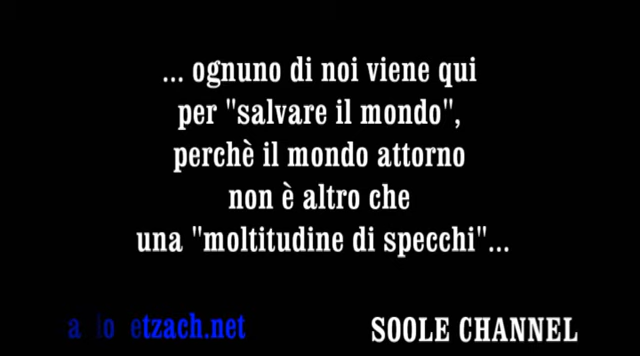 ... ognuno di noi viene qui
per "salvare il mondo",
perchè il mondo attorno
non è altro che
una "moltitudine di specchi"...
SOOLE CHANNEL